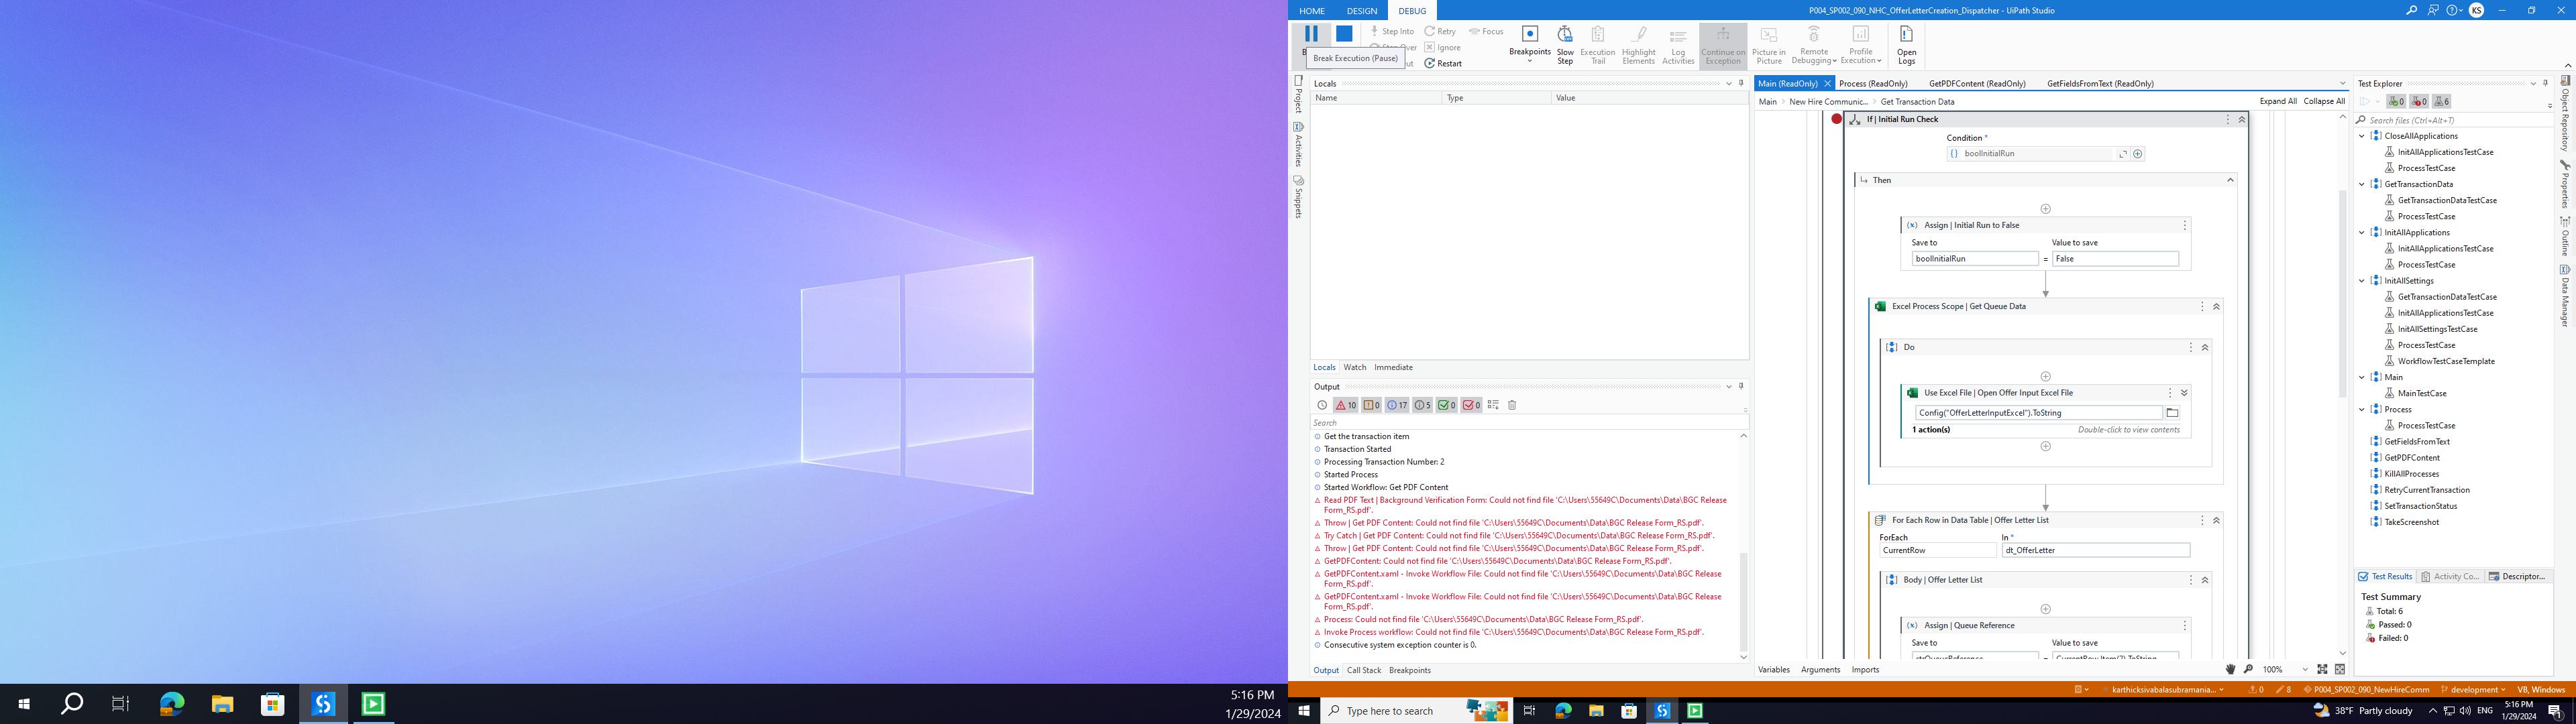 HOME DESIGN DEBUG
P004_SP002_090_NHC_OfferLetterCreation_Dispatcher - UiPath Studio
KS
Step Into
Retry
Focus
Ignore
Restart
Break Execution (Pause)
Breakpoints
Slow Step
Execution Trail
Highlight Elements
Log Activities
Continue on Exception
Picture in Picture
Remote Debugging
Profile Execution
Open Logs
Project
Activities
Snippets
Locals
Name Type Value
Locals Watch Immediate
Output
10 0 17 5 0 0
Search
Get the transaction item
Transaction Started
Processing Transaction Number: 2
Started Process
Started Workflow: Get PDF Content
Read PDF Text | Background Verification Form: Could not find file 'C:\Users\55649C\Documents\Data\BGC Release
Form_RS.pdf'.
Throw | Get PDF Content: Could not find file 'C:\Users\55649C\Documents\Data\BGC Release Form_RS.pdf'.
Try Catch | Get PDF Content: Could not find file 'C:\Users\55649C\Documents\Data\BGC Release Form_RS.pdf'.
Throw | Get PDF Content: Could not find file 'C:\Users\55649C\Documents\Data\BGC Release Form_RS.pdf'.
GetPDFContent: Could not find file 'C:\Users\55649C\Documents\Data\BGC Release Form_RS.pdf'.
GetPDFContent.xaml - Invoke Workflow File: Could not find file 'C:\Users\55649C\Documents\Data\BGC Release
Form_RS.pdf'.
GetPDFContent.xaml - Invoke Workflow File: Could not find file 'C:\Users\55649C\Documents\Data\BGC Release
Form_RS.pdf'.
Process: Could not find file 'C:\Users\55649C\Documents\Data\BGC Release Form_RS.pdf'.
Invoke Process workflow: Could not find file 'C:\Users\55649C\Documents\Data\BGC Release Form_RS.pdf'.
Consecutive system exception counter is 0.
Output Call Stack Breakpoints
Main (ReadOnly) Process (ReadOnly) GetPDFContent (ReadOnly) GetFieldsFromText (ReadOnly)
Main > New Hire Communic... > Get Transaction Data
Expand All Collapse All
If | Initial Run Check
Condition *
boolInitialRun
Then
Assign | Initial Run to False
Save to Value to save
boolInitialRun = False
Excel Process Scope | Get Queue Data
Do
Use Excel File | Open Offer Input Excel File
Config("OfferLetterInputExcel").ToString
1 action(s) Double-click to view contents
For Each Row in Data Table | Offer Letter List
ForEach In *
CurrentRow dt_OfferLetter
Body | Offer Letter List
Assign | Queue Reference
Save to Value to save
strQueueReference = CurrentRow.Item(2).ToString
Variables Arguments Imports
100%
Test Explorer
0 0 6
Search files (Ctrl+Alt+T)
CloseAllApplications
InitAllApplicationsTestCase
ProcessTestCase
GetTransactionData
GetTransactionDataTestCase
ProcessTestCase
InitAllApplications
InitAllApplicationsTestCase
ProcessTestCase
InitAllSettings
GetTransactionDataTestCase
InitAllApplicationsTestCase
InitAllSettingsTestCase
ProcessTestCase
WorkflowTestCaseTemplate
Main
MainTestCase
Process
ProcessTestCase
GetFieldsFromText
GetPDFContent
KillAllProcesses
RetryCurrentTransaction
SetTransactionStatus
TakeScreenshot
Test Results Activity Co... Descriptor...
Test Summary
Total: 6
Passed: 0
Failed: 0
Object Repository
Properties
Outline
Data Manager
karthicksivabalasubramania... 0 8 P004_SP002_090_NewHireComm development VB, Windows
5:16 PM
1/29/2024
Type here to search
38°F Partly cloudy
ENG
5:16 PM
1/29/2024
1